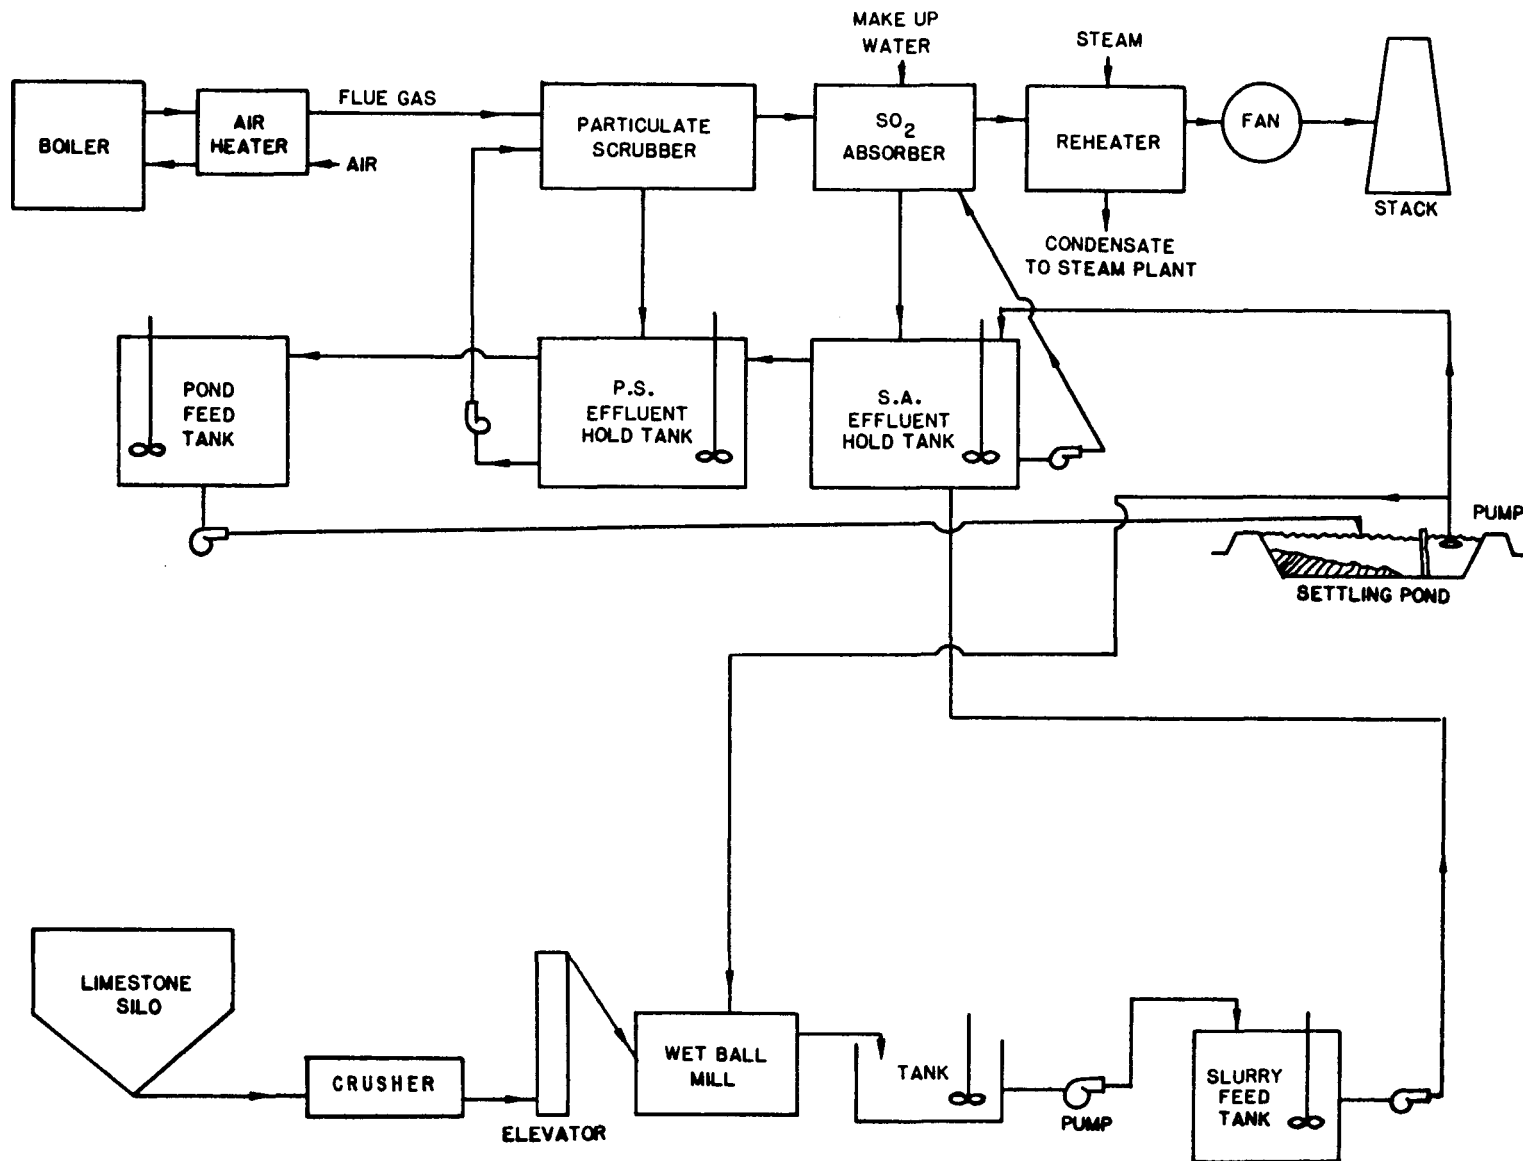 MAKE UP
WATER
STEAM
FLUE GAS
BOILER
AIR
HEATER
AIR
PARTICULATE
SCRUBBER
SO2
ABSORBER
REHEATER
FAN
STACK
CONDENSATE
TO STEAM PLANT
POND
FEED
TANK
P.S.
EFFLUENT
HOLD TANK
S.A.
EFFLUENT
HOLD TANK
PUMP
SETTLING POND
LIMESTONE
SILO
CRUSHER
ELEVATOR
WET BALL
MILL
TANK
PUMP
SLURRY
FEED
TANK